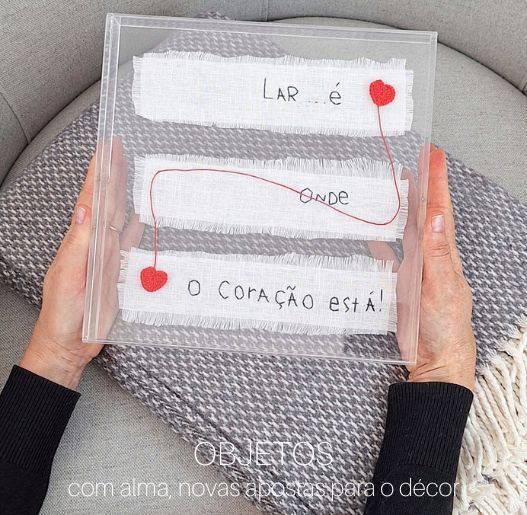 LAR...é
ONDe
O CORAÇÃO eSTÁ!
OBJETOS
com alma, novas apostas para o décor